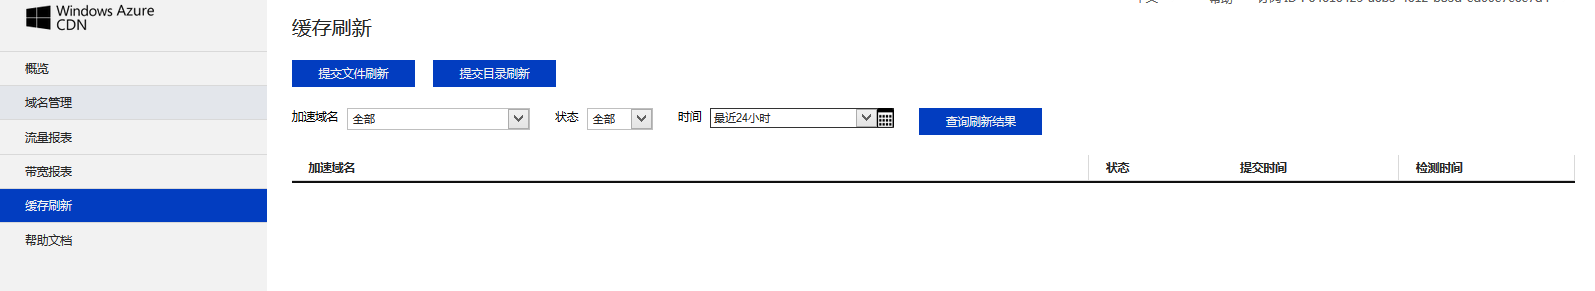 Windows Azure
CDN
概览
域名管理
流量报表
带宽报表
缓存刷新
帮助文档
缓存刷新
提交文件刷新 提交目录刷新
加速域名 全部 状态 全部 时间 最近24小时 查询刷新结果
加速域名 状态 提交时间 检测时间